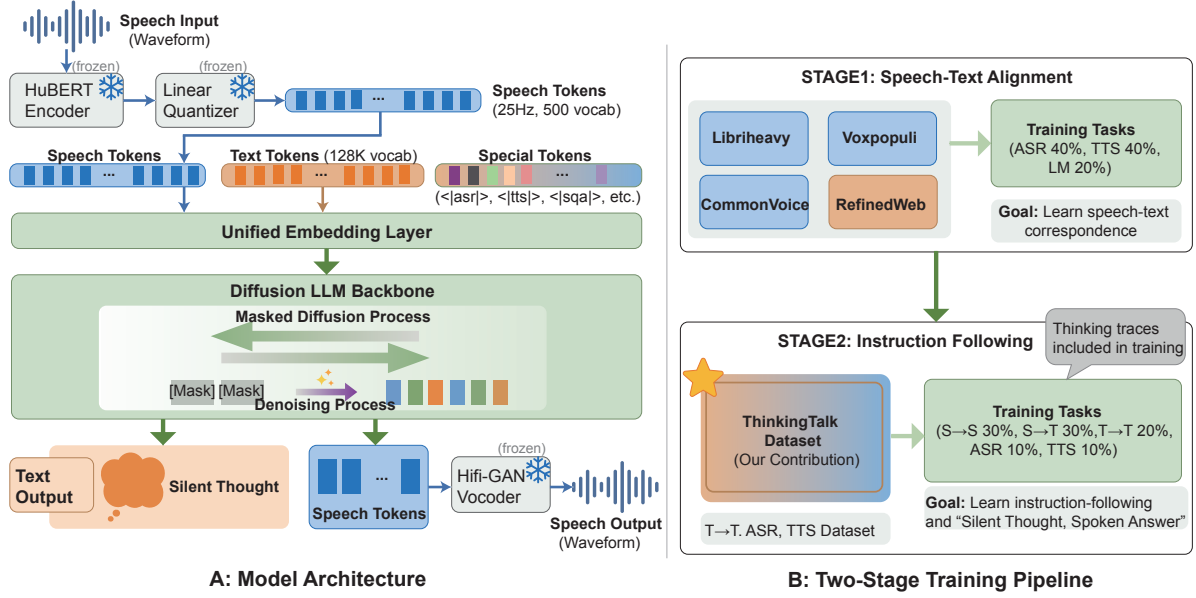 Speech Input
(Waveform)
(frozen)
(frozen)
HuBERT
Encoder
Linear
Quantizer
...
Speech Tokens
(25Hz, 500 vocab)
Speech Tokens
Text Tokens (128K vocab)
Special Tokens
...
...
...
(<|asr|>, <|tts|>, <|sqa|>, etc.)
Unified Embedding Layer
Diffusion LLM Backbone
Masked Diffusion Process
[Mask] [Mask]
Denoising Process
Text
Output
Silent Thought
...
Speech Tokens
(frozen)
Hifi-GAN
Vocoder
Speech Output
(Waveform)
A: Model Architecture
STAGE1: Speech-Text Alignment
Libriheavy
Voxpopuli
CommonVoice
RefinedWeb
Training Tasks
(ASR 40%, TTS 40%,
LM 20%)
Goal: Learn speech-text
correspondence
STAGE2: Instruction Following
Thinking traces
included in training
ThinkingTalk
Dataset
(Our Contribution)
T→T. ASR, TTS Dataset
Training Tasks
(S→S 30%, S→T 30%,T→T 20%,
ASR 10%, TTS 10%)
Goal: Learn instruction-following
and “Silent Thought, Spoken Answer”
B: Two-Stage Training Pipeline